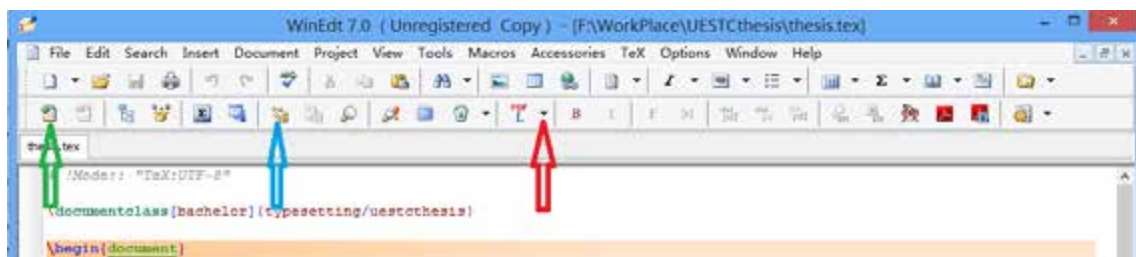 WinEdt 7.0 ( Unregistered Copy ) - [F:\WorkPlace\UESTCthesis\thesis.tex]
File Edit Search Insert Document Project View Tools Macros Accessories TeX Options Window Help
B I F
.tex
!Mode:: "TeX:UTF-8"
\documentclass[bachelor]{typesetting/uestcthesis}
\begin{document}